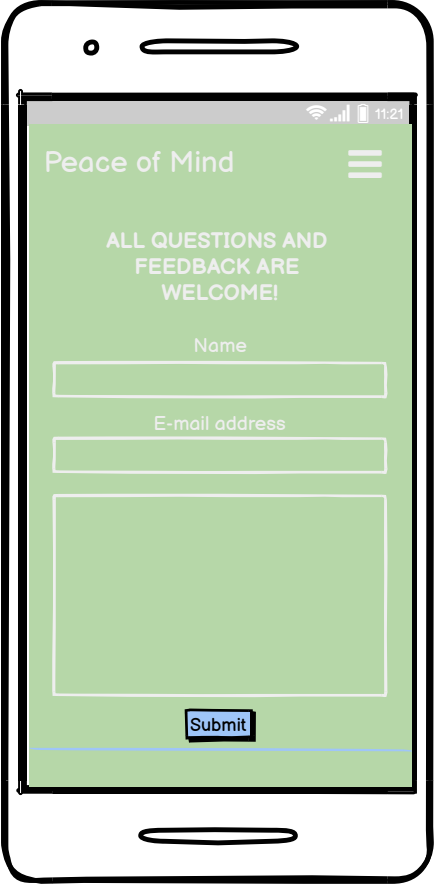 11:21
Peace of Mind
ALL QUESTIONS AND
FEEDBACK ARE
WELCOME!
Name
E-mail address
Submit